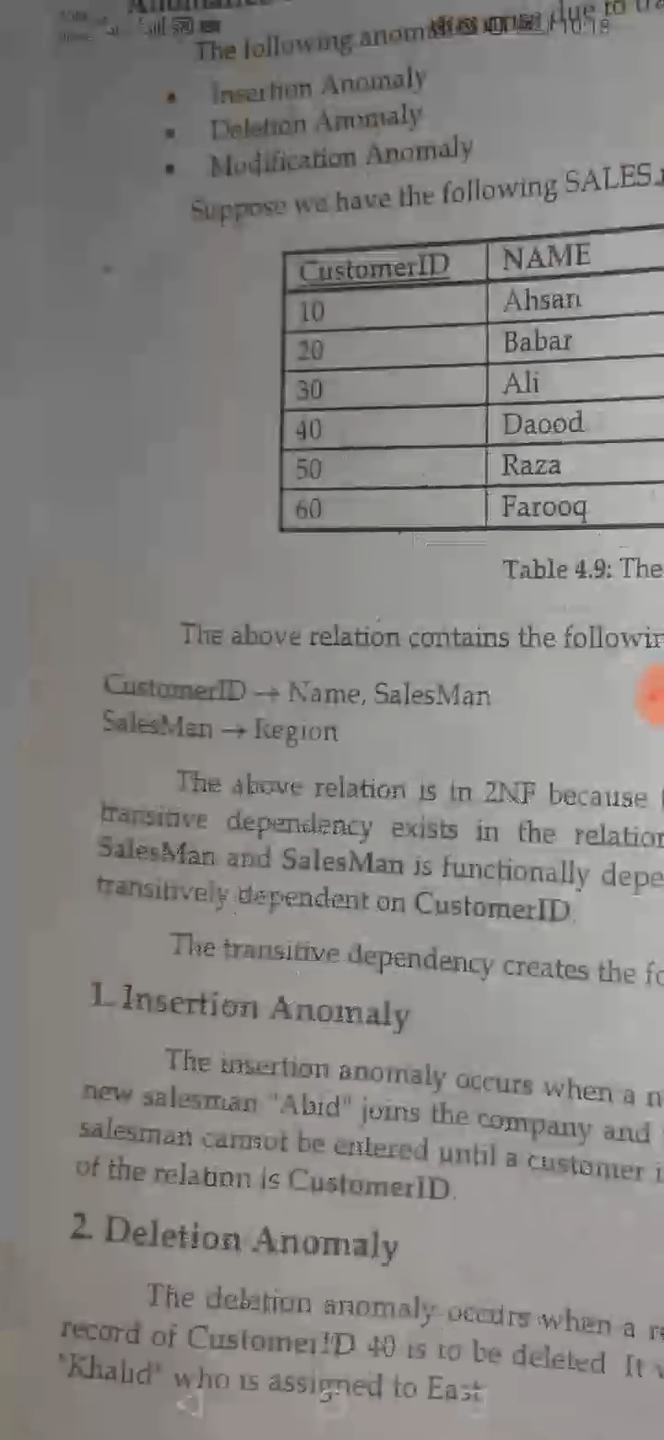 The following anom due to
Insertion Anomaly
Deletion Anomaly
Modification Anomaly
Suppose we have the following SALES
CustomerID NAME
10 Ahsan
20 Babar
30 Ali
40 Daood
50 Raza
60 Farooq
Table 4.9: The
The above relation contains the followin
CustomerID → Name, SalesMan
SalesMan → Region
The above relation is in 2NF because
transitive dependency exists in the relation
SalesMan and SalesMan is functionally depe
transitively dependent on CustomerID.
The transitive dependency creates the fo
1. Insertion Anomaly
The insertion anomaly occurs when a n
new salesman "Abid" joins the company and
salesman cannot be entered until a customer i
of the relation is CustomerID.
2. Deletion Anomaly
The deletion anomaly occurs when a re
record of CustomerID 40 is to be deleted. It
"Khalid" who is assigned to East